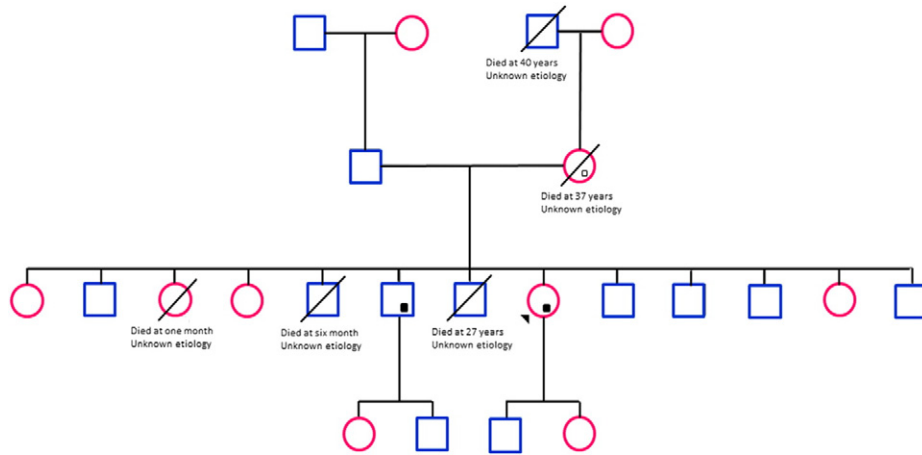 Died at 40 years
Unknown etiology
Died at 37 years
Unknown etiology
Died at one month
Unknown etiology
Died at six month
Unknown etiology
Died at 27 years
Unknown etiology